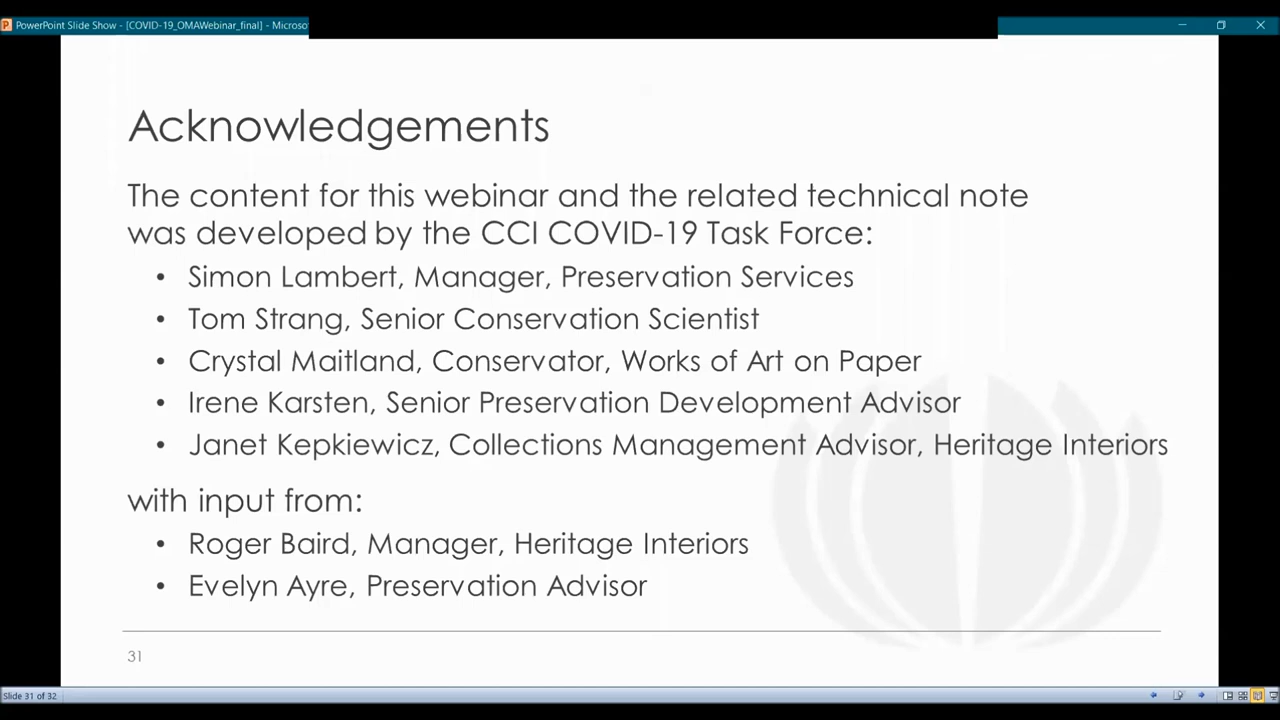 PowerPoint Slide Show - [COVID-19_OMAWebinar_final] - Microso
Acknowledgements
The content for this webinar and the related technical note
was developed by the CCI COVID-19 Task Force:
• Simon Lambert, Manager, Preservation Services
• Tom Strang, Senior Conservation Scientist
• Crystal Maitland, Conservator, Works of Art on Paper
• Irene Karsten, Senior Preservation Development Advisor
• Janet Kepkiewicz, Collections Management Advisor, Heritage Interiors
with input from:
• Roger Baird, Manager, Heritage Interiors
• Evelyn Ayre, Preservation Advisor
31
Slide 31 of 32